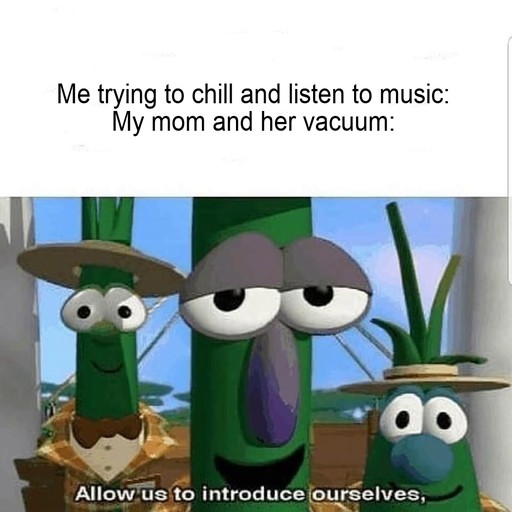 Me trying to chill and listen to music:
My mom and her vacuum:
Allow us to introduce ourselves,